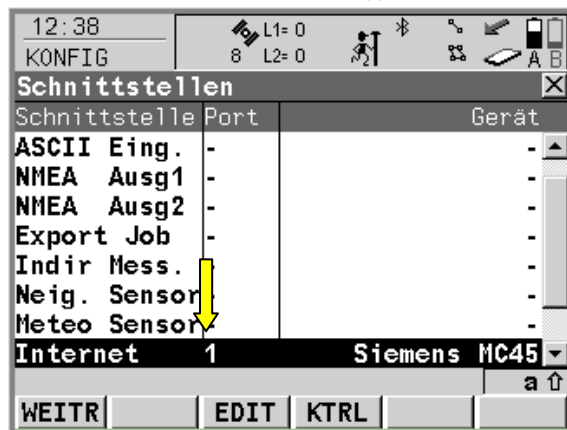 12:38
KONFIG
L1= 0
8 L2= 0
A B
Schnittstellen
Schnittstelle Port Gerät
ASCII Eing. - -
NMEA Ausg1 - -
NMEA Ausg2 - -
Export Job - -
Indir Mess. -
Neig. Sensor -
Meteo Sensor - -
Internet 1 Siemens MC45
a
WEITR EDIT KTRL